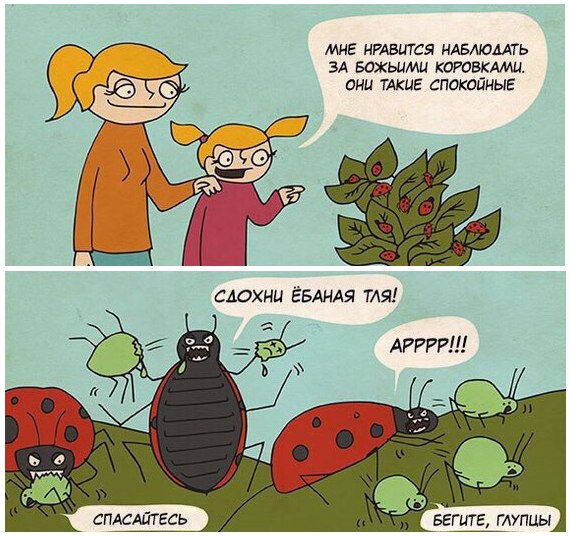 МНЕ НРАВИТСЯ НАБЛЮДАТЬ
ЗА БОЖЬИМИ КОРОВКАМИ.
ОНИ ТАКИЕ СПОКОЙНЫЕ
СДОХНИ ЁБАНАЯ ТЛЯ!
АРРРР!!!
СПАСАЙТЕСЬ
БЕГИТЕ, ГЛУПЦЫ